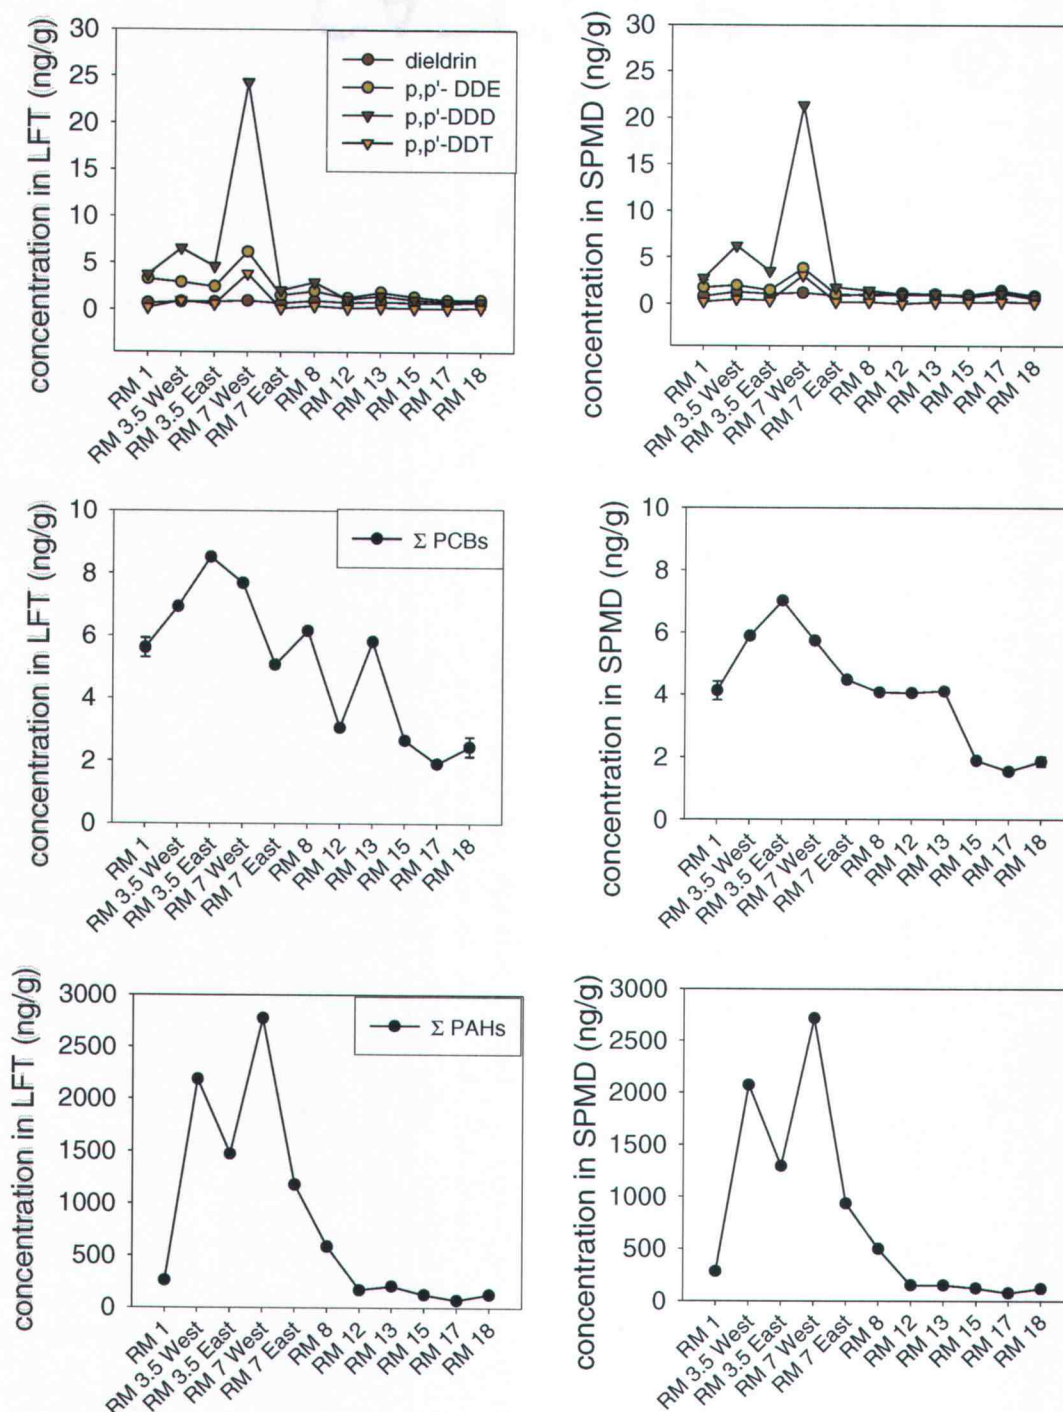 concentration in LFT (ng/g)
30
25
20
15
10
5
0
dieldrin
p,p'- DDE
p,p'-DDD
p,p'-DDT
RM 1
RM 3.5 West
RM 3.5 East
RM 7 West
RM 7 East
RM 8
RM 12
RM 13
RM 15
RM 17
RM 18
concentration in SPMD (ng/g)
30
25
20
15
10
5
0
RM 1
RM 3.5 West
RM 3.5 East
RM 7 West
RM 7 East
RM 8
RM 12
RM 13
RM 15
RM 17
RM 18
concentration in LFT (ng/g)
10
8
6
4
2
0
Σ PCBs
RM 1
RM 3.5 West
RM 3.5 East
RM 7 West
RM 7 East
RM 8
RM 12
RM 13
RM 15
RM 17
RM 18
concentration in SPMD (ng/g)
10
8
6
4
2
0
RM 1
RM 3.5 West
RM 3.5 East
RM 7 West
RM 7 East
RM 8
RM 12
RM 13
RM 15
RM 17
RM 18
concentration in LFT (ng/g)
3000
2500
2000
1500
1000
500
0
Σ PAHs
RM 1
RM 3.5 West
RM 3.5 East
RM 7 West
RM 7 East
RM 8
RM 12
RM 13
RM 15
RM 17
RM 18
concentration in SPMD (ng/g)
3000
2500
2000
1500
1000
500
0
RM 1
RM 3.5 West
RM 3.5 East
RM 7 West
RM 7 East
RM 8
RM 12
RM 13
RM 15
RM 17
RM 18